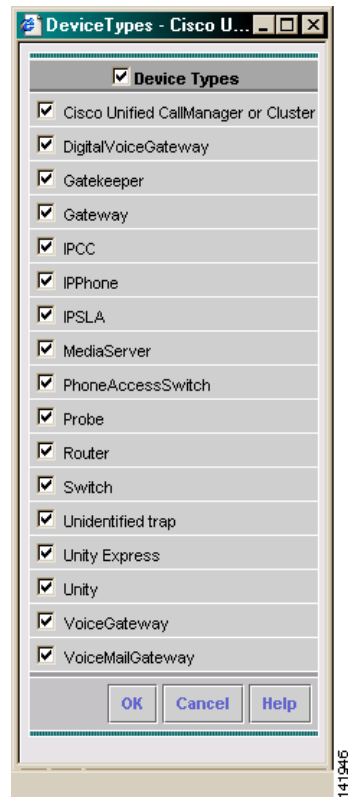 DeviceTypes - Cisco U...
Device Types
Cisco Unified CallManager or Cluster
DigitalVoiceGateway
Gatekeeper
Gateway
IPCC
IPPhone
IPSLA
MediaServer
PhoneAccessSwitch
Probe
Router
Switch
Unidentified trap
Unity Express
Unity
VoiceGateway
VoiceMailGateway
OK Cancel Help
141946